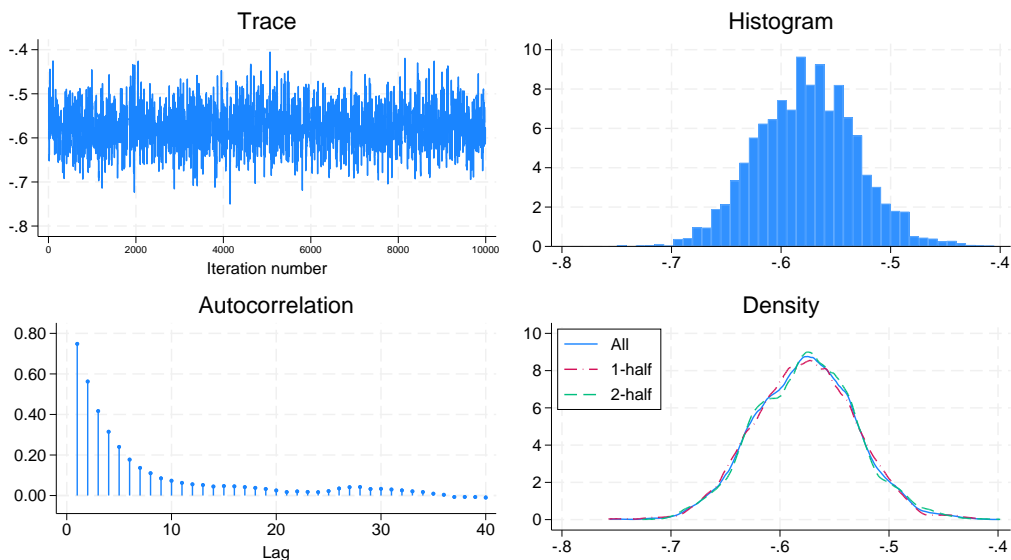 Trace
-.4
-.5
-.6
-.7
-.8
0 2000 4000 6000 8000 10000
Iteration number
Histogram
10
8
6
4
2
0
-.8 -.7 -.6 -.5 -.4
Autocorrelation
0.80
0.60
0.40
0.20
0.00
0 10 20 30 40
Lag
Density
10
8
6
4
2
0
All
1-half
2-half
-.8 -.7 -.6 -.5 -.4